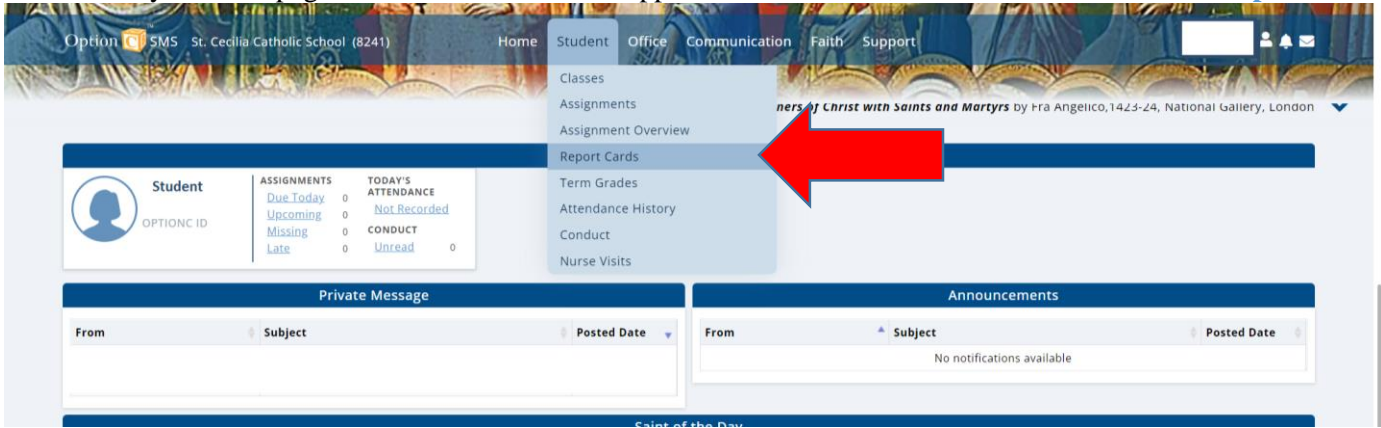 Option C SMS St. Cecilia Catholic School (8241) Home Student Office Communication Faith Support
Classes
Assignments
ners of Christ with Saints and Martyrs by Fra Angelico,1423-24, National Gallery, London
Assignment Overview
Report Cards
Term Grades
Attendance History
Conduct
Nurse Visits
Student
OPTIONC ID
ASSIGNMENTS
Due Today 0
Upcoming 0
Missing 0
Late 0
TODAY'S
ATTENDANCE
Not Recorded
CONDUCT
Unread 0
Private Message
From Subject Posted Date
Announcements
From Subject Posted Date
No notifications available
Saint of the Day